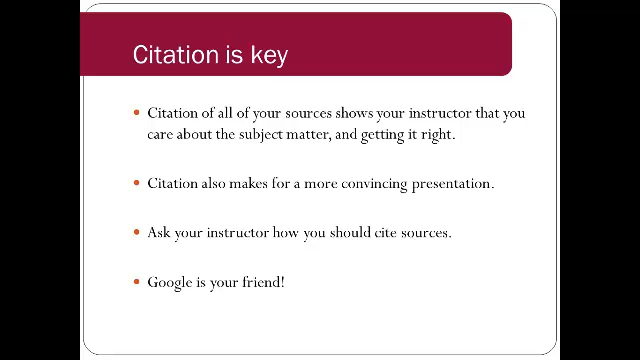 Citation is key
• Citation of all of your sources shows your instructor that you
care about the subject matter, and getting it right.
• Citation also makes for a more convincing presentation.
• Ask your instructor how you should cite sources.
• Google is your friend!